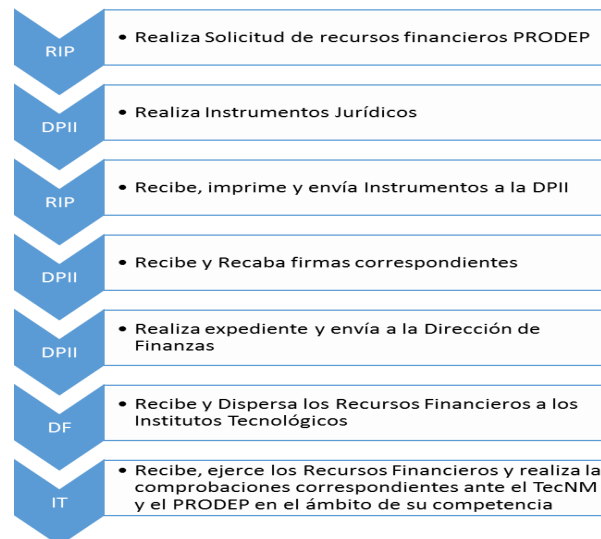 RIP
• Realiza Solicitud de recursos financieros PRODEP
DPII
• Realiza Instrumentos Jurídicos
RIP
• Recibe, imprime y envía Instrumentos a la DPII
DPII
• Recibe y Recaba firmas correspondientes
DPII
• Realiza expediente y envía a la Dirección de
Finanzas
DF
• Recibe y Dispersa los Recursos Financieros a los
Institutos Tecnológicos
IT
• Recibe, ejerce los Recursos Financieros y realiza la
comprobaciones correspondientes ante el TecNM
y el PRODEP en el ámbito de su competencia